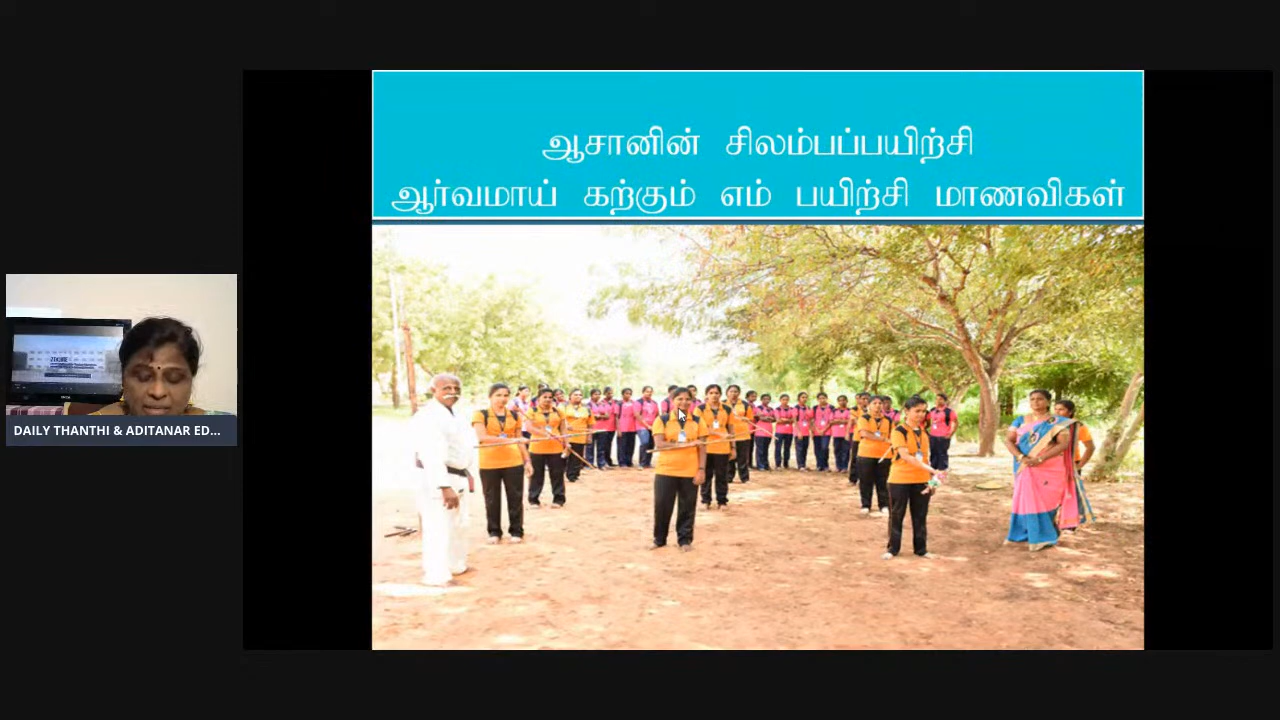 ஆசானின் சிலம்பப்பயிற்சி
ஆர்வமாய் கற்கும் எம் பயிற்சி மாணவிகள்
DAILY THANTHI & ADITANAR ED...